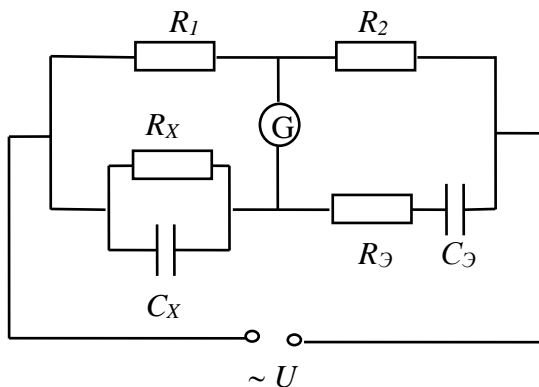 R1 R2
G
RX
RЭ CЭ
CX
~ U